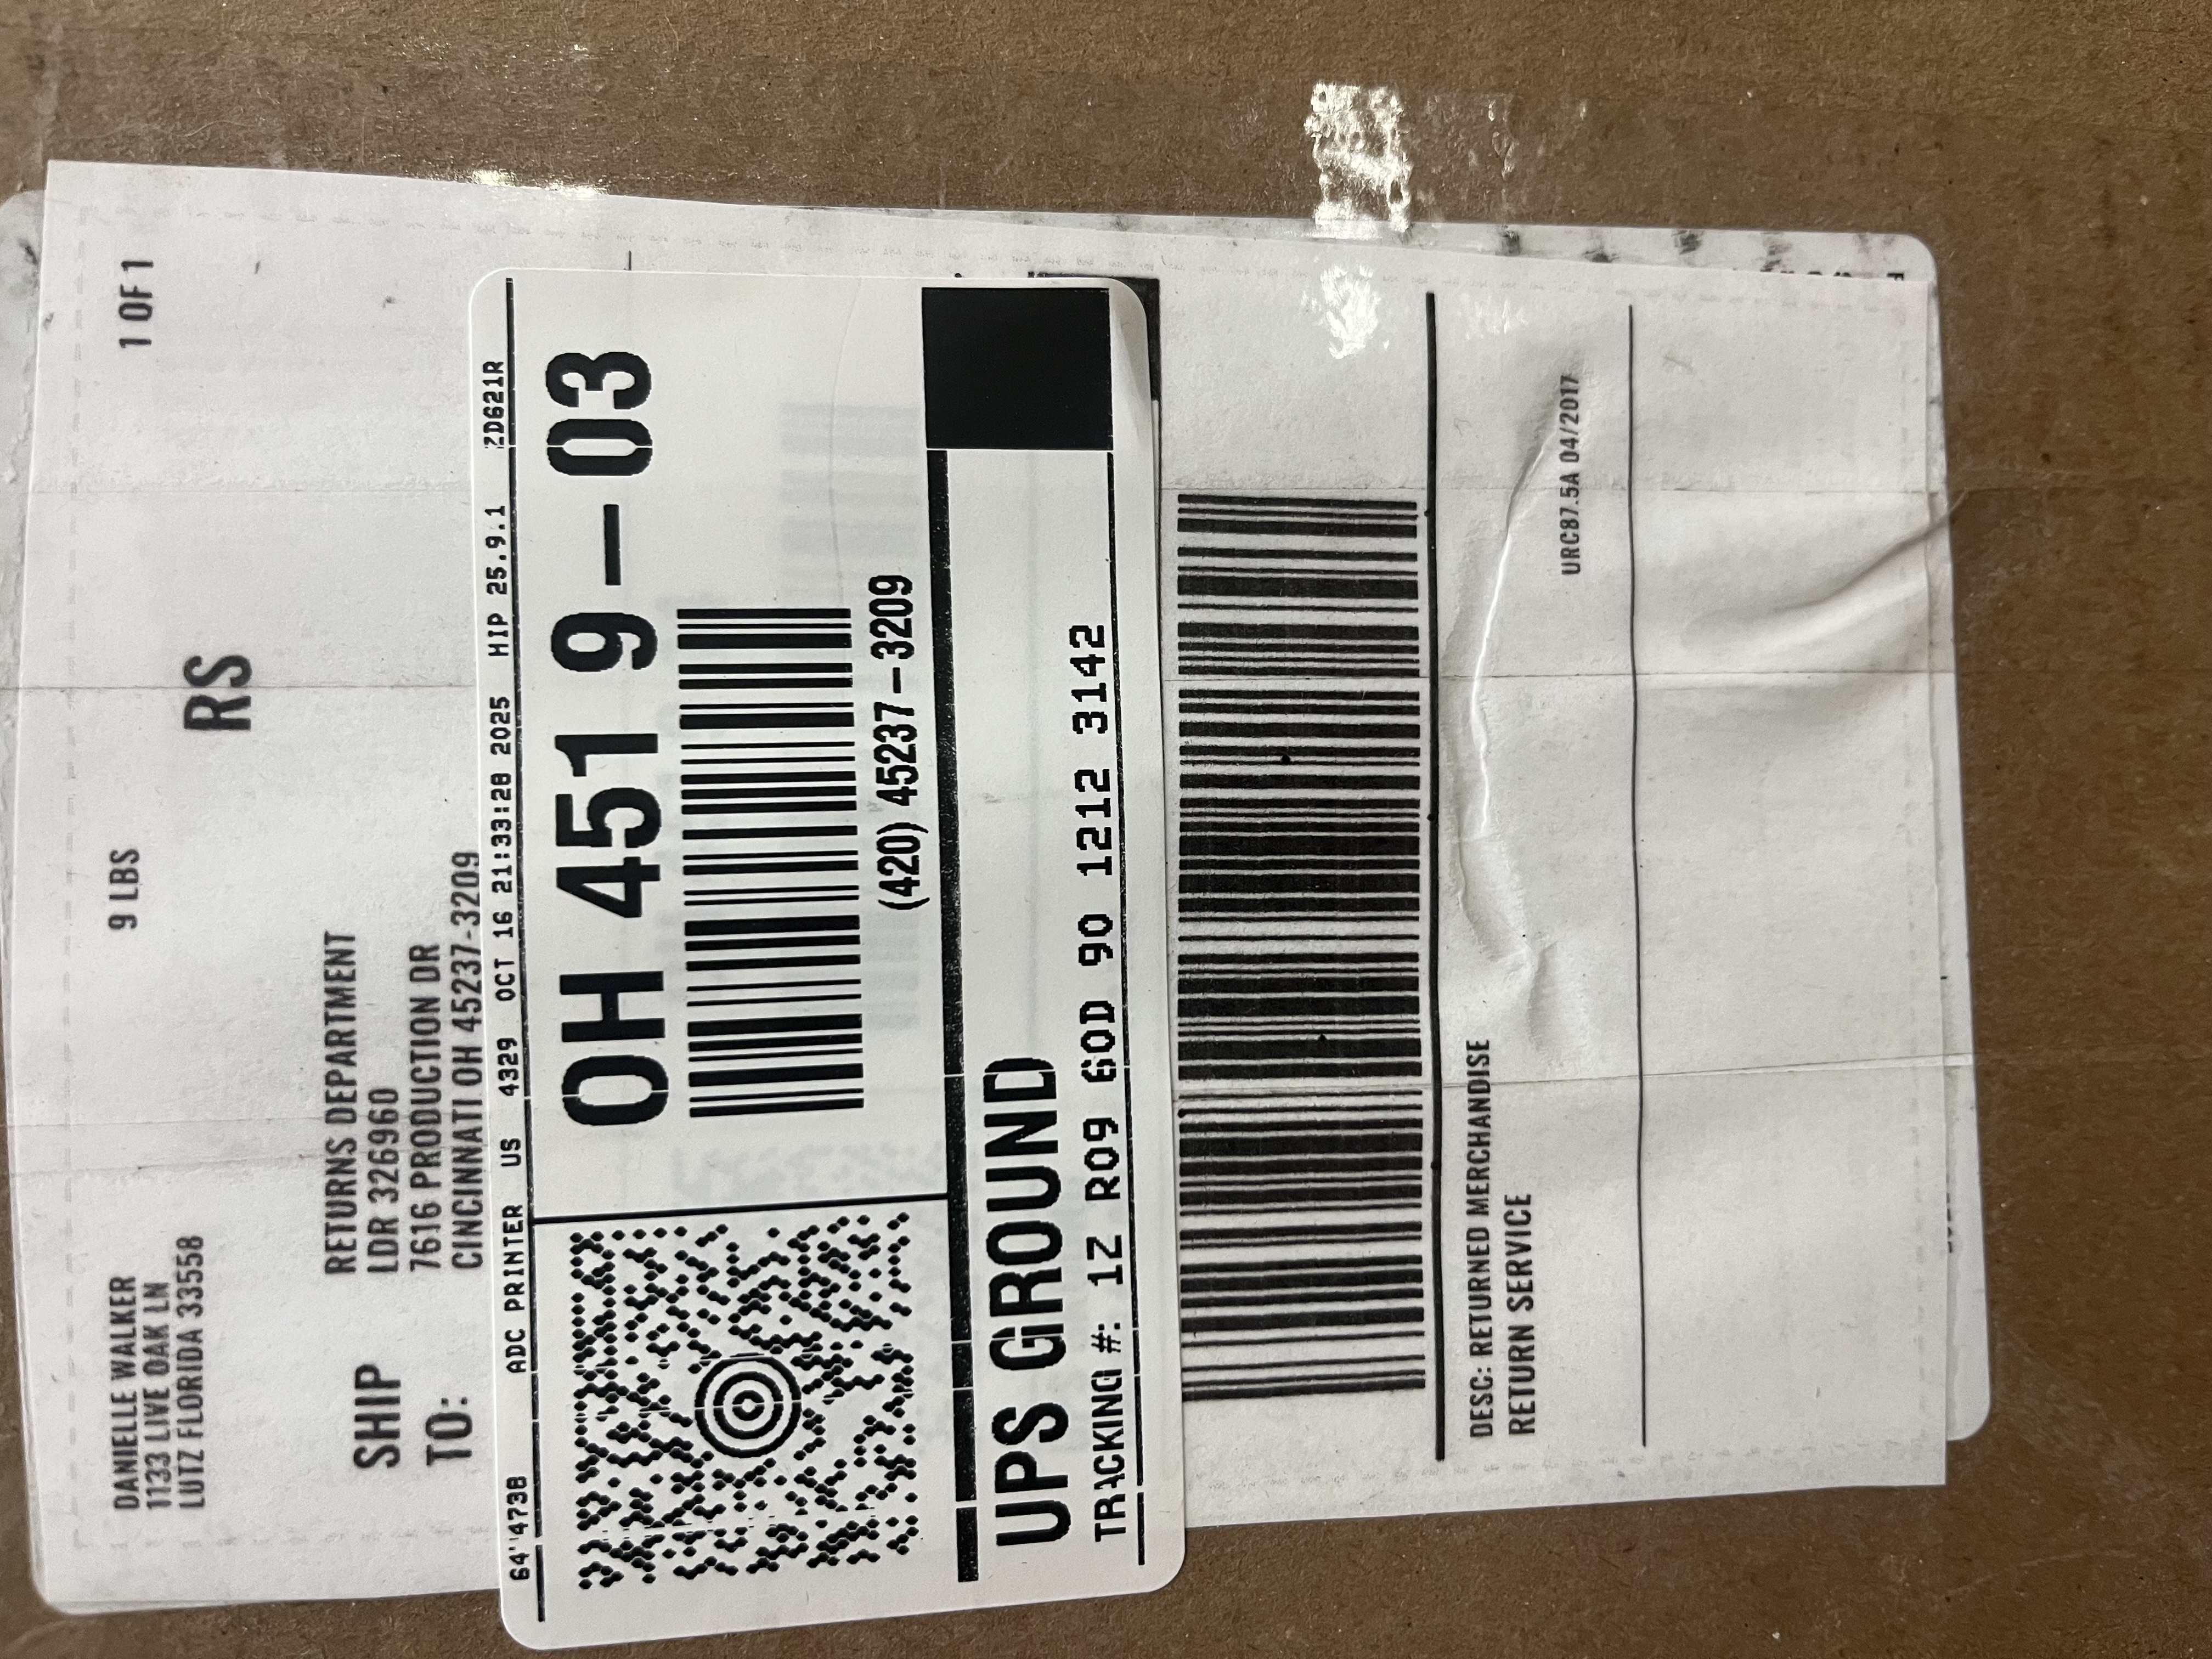 DANIELLE WALKER
1133 LIVE OAK LN
LUTZ FLORIDA 33558
9 LBS
1 OF 1
RS
SHIP
TO:
RETURNS DEPARTMENT
LDR 326960
7616 PRODUCTION DR
CINCINNATI OH 45237-3209
64'4738 ADC PRINTER US 4329 OCT 16 21:33:28 2025 HIP 25.9.1 ZD621R
OH 451 9-03
(420) 45237-3209
UPS GROUND
TRACKING #: 1Z R09 60D 90 1212 3142
DESC: RETURNED MERCHANDISE
RETURN SERVICE
URC87.5A 04/2017